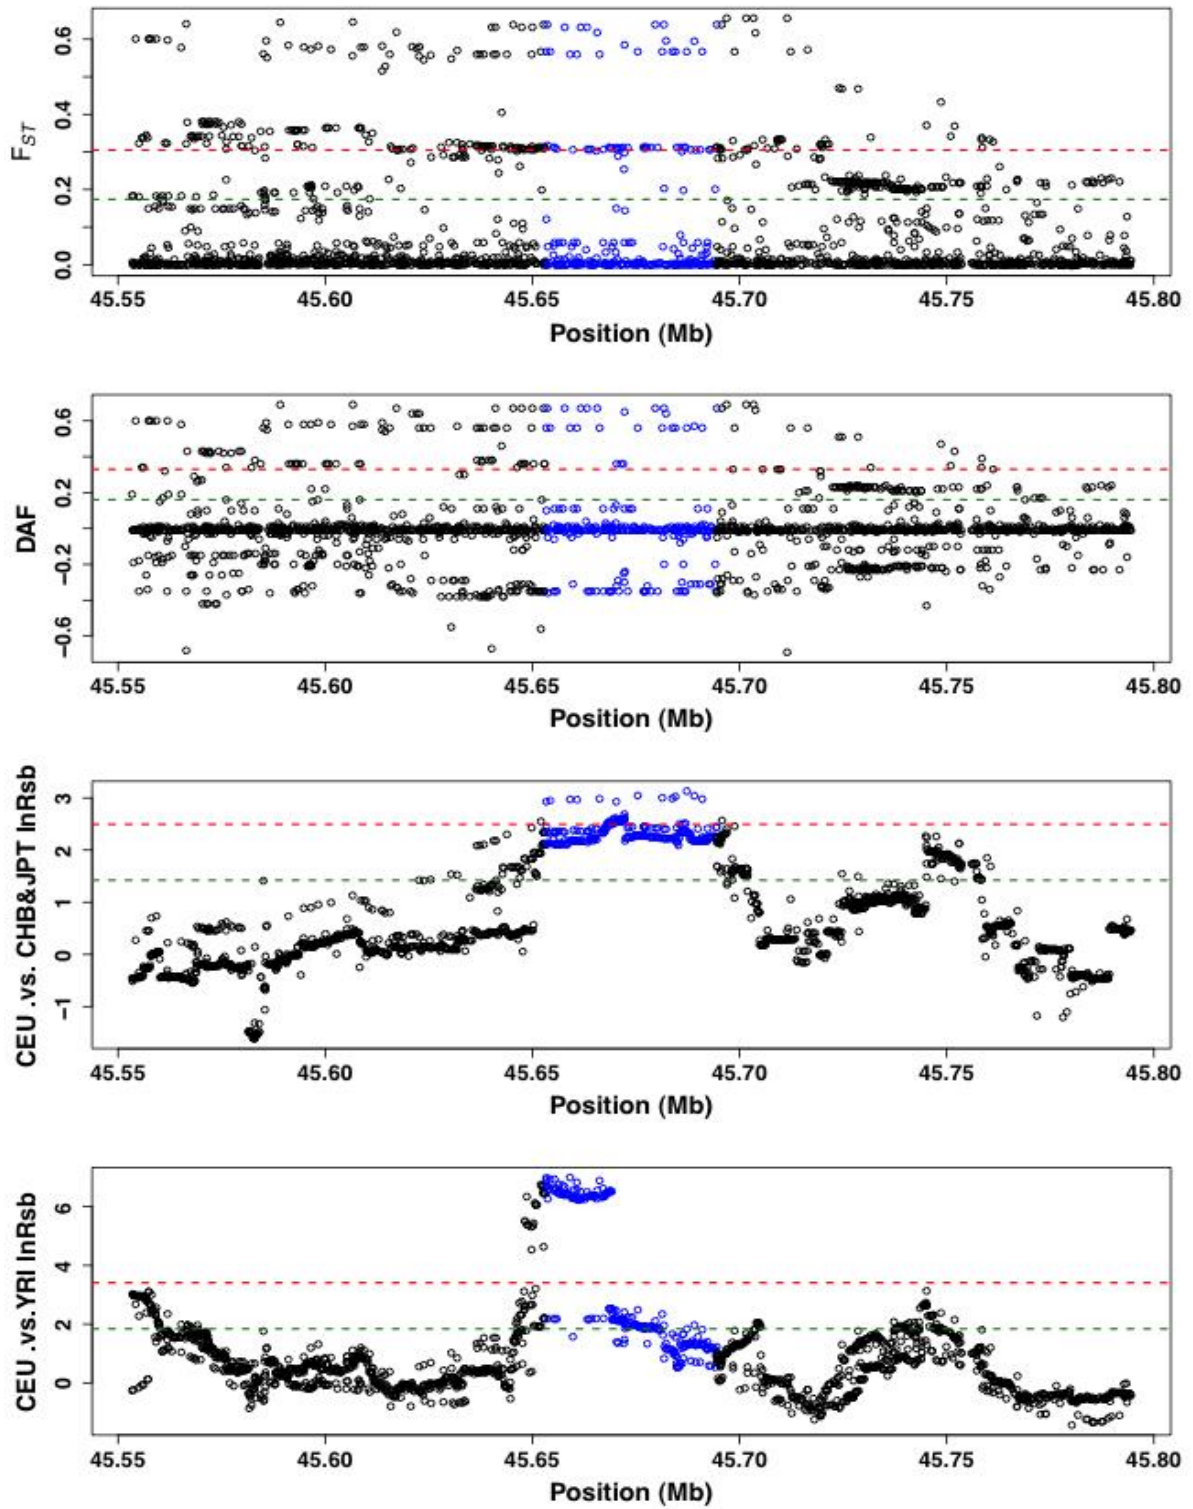 F_ST
0.0 0.2 0.4 0.6
45.55 45.60 45.65 45.70 45.75 45.80
Position (Mb)
DAF
−0.6 −0.2 0.2 0.6
45.55 45.60 45.65 45.70 45.75 45.80
Position (Mb)
CEU .vs. CHB&JPT lnRsb
−1 0 1 2 3
45.55 45.60 45.65 45.70 45.75 45.80
Position (Mb)
CEU .vs.YRI lnRsb
0 2 4 6
45.55 45.60 45.65 45.70 45.75 45.80
Position (Mb)